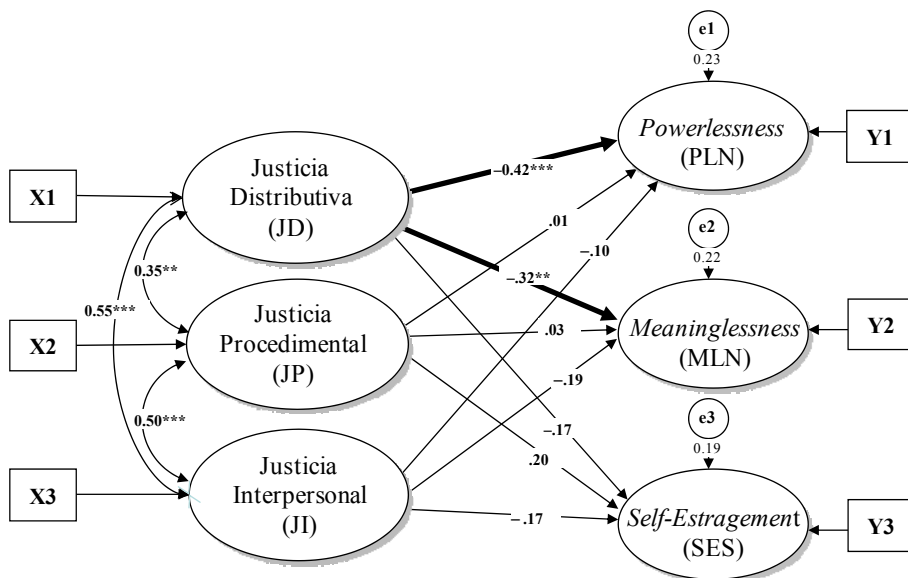 e1
0.23
Powerlessness
(PLN)
Y1
Justicia
Distributiva
(JD)
X1
–0.42***
.01
–.10
e2
0.22
0.35**
–.32**
0.55***
Justicia
Procedimental
(JP)
X2
.03
Meaninglessness
(MLN)
Y2
–.19
e3
0.19
0.50***
–.17
.20
Justicia
Interpersonal
(JI)
X3
–.17
Self-Estragement
(SES)
Y3